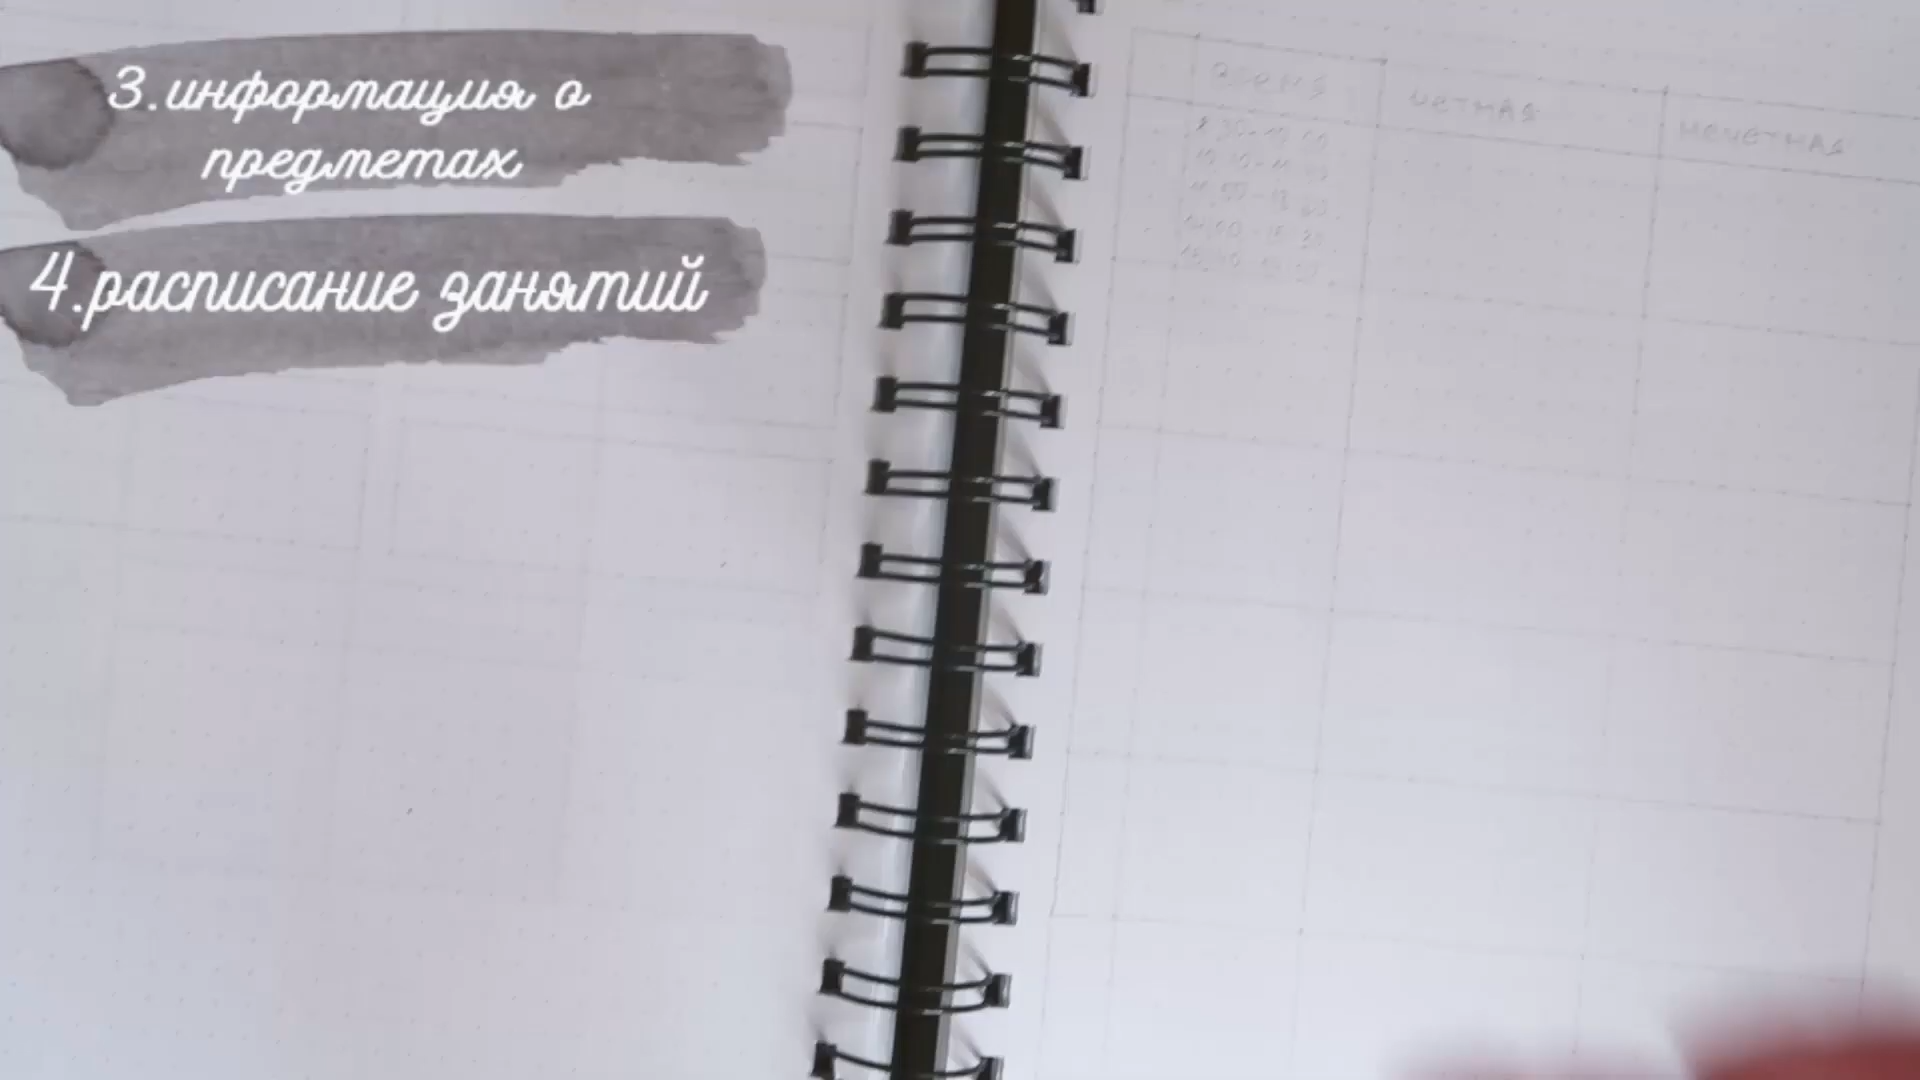 3.информация о
предметах
4.расписание занятий
время
четная
нечетная